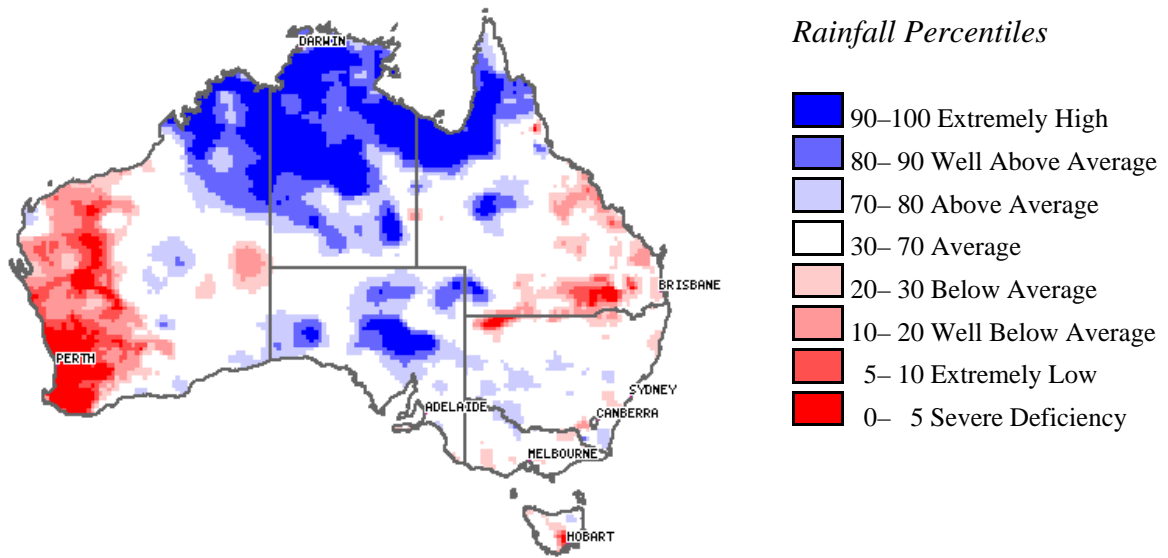 Rainfall Percentiles
90–100 Extremely High
80– 90 Well Above Average
70– 80 Above Average
30– 70 Average
20– 30 Below Average
10– 20 Well Below Average
5– 10 Extremely Low
0– 5 Severe Deficiency
DARWIN
BRISBANE
PERTH
SYDNEY
ADELAIDE
CANBERRA
MELBOURNE
HOBART